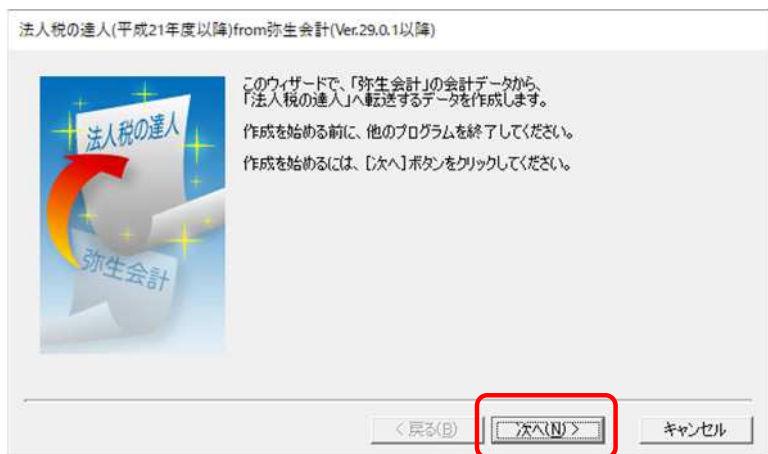 法人税の達人(平成21年度以降)from弥生会計(Ver.29.0.1以降)
このウィザードで、「弥生会計」の会計データから、
「法人税の達人」へ転送するデータを作成します。
作成を始める前に、他のプログラムを終了してください。
作成を始めるには、[次へ]ボタンをクリックしてください。
法人税の達人
弥生会計
< 戻る(B)
次へ(N) >
キャンセル